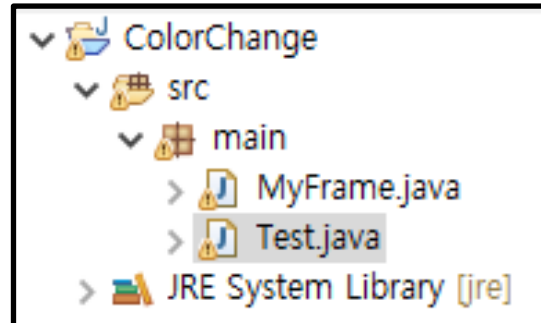 ColorChange
src
main
MyFrame.java
Test.java
JRE System Library [jre]